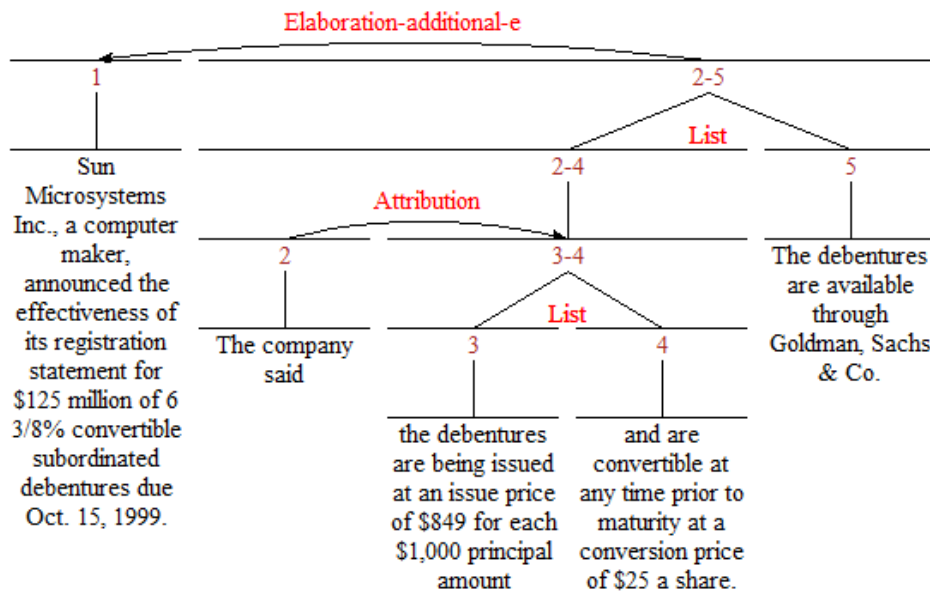 Elaboration-additional-e
1
2-5
List
Sun
Microsystems
Inc., a computer
maker,
announced the
effectiveness of
its registration
statement for
$125 million of 6
3/8% convertible
subordinated
debentures due
Oct. 15, 1999.
2-4
5
Attribution
2
3-4
The debentures
are available
through
Goldman, Sachs
& Co.
List
The company
said
3
4
the debentures
are being issued
at an issue price
of $849 for each
$1,000 principal
amount
and are
convertible at
any time prior to
maturity at a
conversion price
of $25 a share.